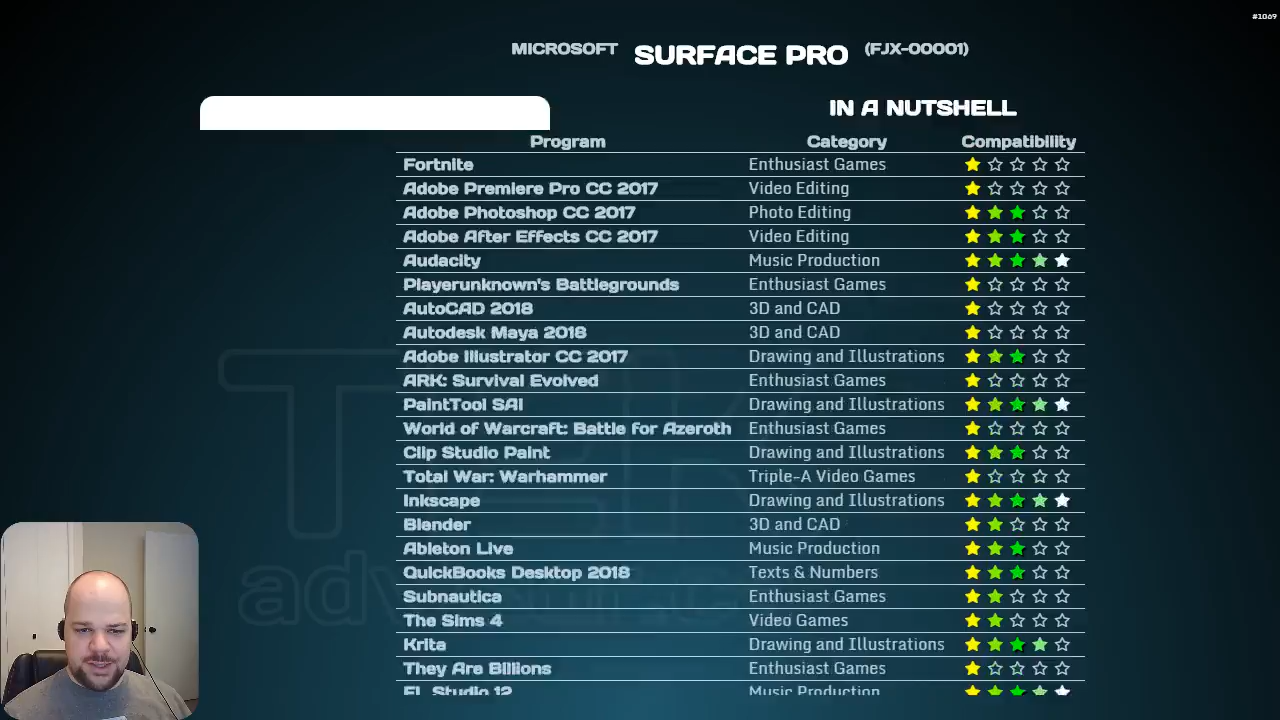 #1069
MICROSOFT SURFACE PRO (FJX-00001)
IN A NUTSHELL
Program Category Compatibility
Fortnite Enthusiast Games
Adobe Premiere Pro CC 2017 Video Editing
Adobe Photoshop CC 2017 Photo Editing
Adobe After Effects CC 2017 Video Editing
Audacity Music Production
Playerunknown's Battlegrounds Enthusiast Games
AutoCAD 2018 3D and CAD
Autodesk Maya 2018 3D and CAD
Adobe Illustrator CC 2017 Drawing and Illustrations
ARK: Survival Evolved Enthusiast Games
PaintTool SAI Drawing and Illustrations
World of Warcraft: Battle for Azeroth Enthusiast Games
Clip Studio Paint Drawing and Illustrations
Total War: Warhammer Triple-A Video Games
Inkscape Drawing and Illustrations
Blender 3D and CAD
Ableton Live Music Production
QuickBooks Desktop 2018 Texts & Numbers
Subnautica Enthusiast Games
The Sims 4 Video Games
Krita Drawing and Illustrations
They Are Billions Enthusiast Games
FL Studio 12 Music Production